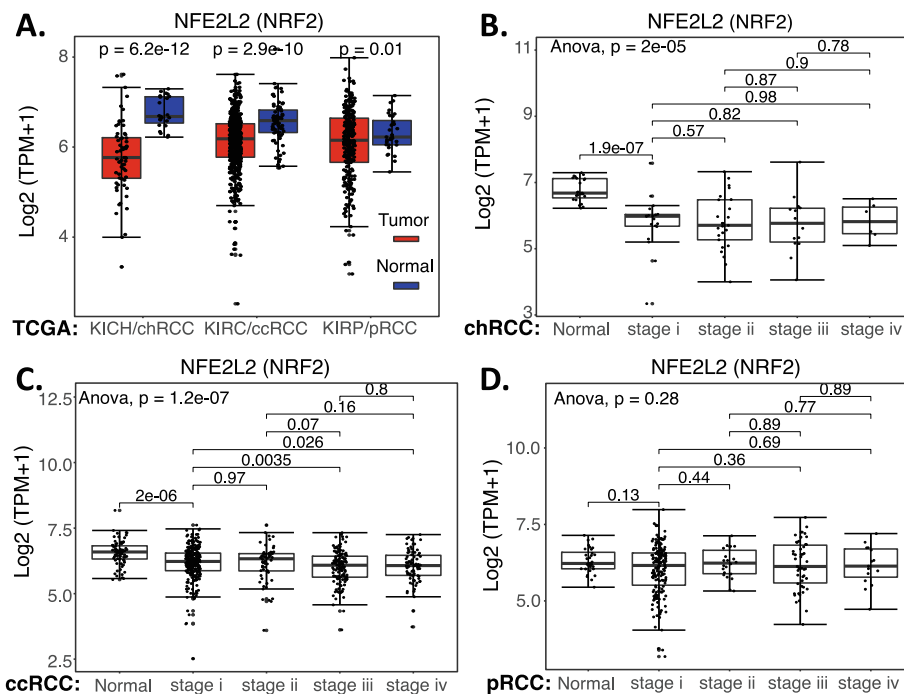 A.
NFE2L2 (NRF2)
p = 6.2e-12 p = 2.9e-10 p = 0.01
Log2 (TPM+1)
8
6
4
Tumor
Normal
TCGA: KICH/chRCC KIRC/ccRCC KIRP/pRCC
B.
NFE2L2 (NRF2)
Anova, p = 2e-05
0.78
0.9
0.87
0.98
0.82
0.57
1.9e-07
Log2 (TPM+1)
11
9
7
5
3
chRCC: Normal stage i stage ii stage iii stage iv
C.
NFE2L2 (NRF2)
Anova, p = 1.2e-07
0.8
0.16
0.07
0.026
0.0035
0.97
2e-06
Log2 (TPM+1)
12.5
10.0
7.5
5.0
2.5
ccRCC: Normal stage i stage ii stage iii stage iv
D.
NFE2L2 (NRF2)
Anova, p = 0.28
0.89
0.77
0.89
0.69
0.36
0.44
0.13
Log2 (TPM+1)
10.0
7.5
5.0
pRCC: Normal stage i stage ii stage iii stage iv